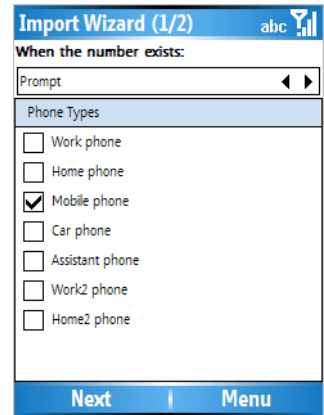 Import Wizard (1/2) abc
When the number exists:
Prompt
Phone Types
Work phone
Home phone
Mobile phone
Car phone
Assistant phone
Work2 phone
Home2 phone
Next Menu